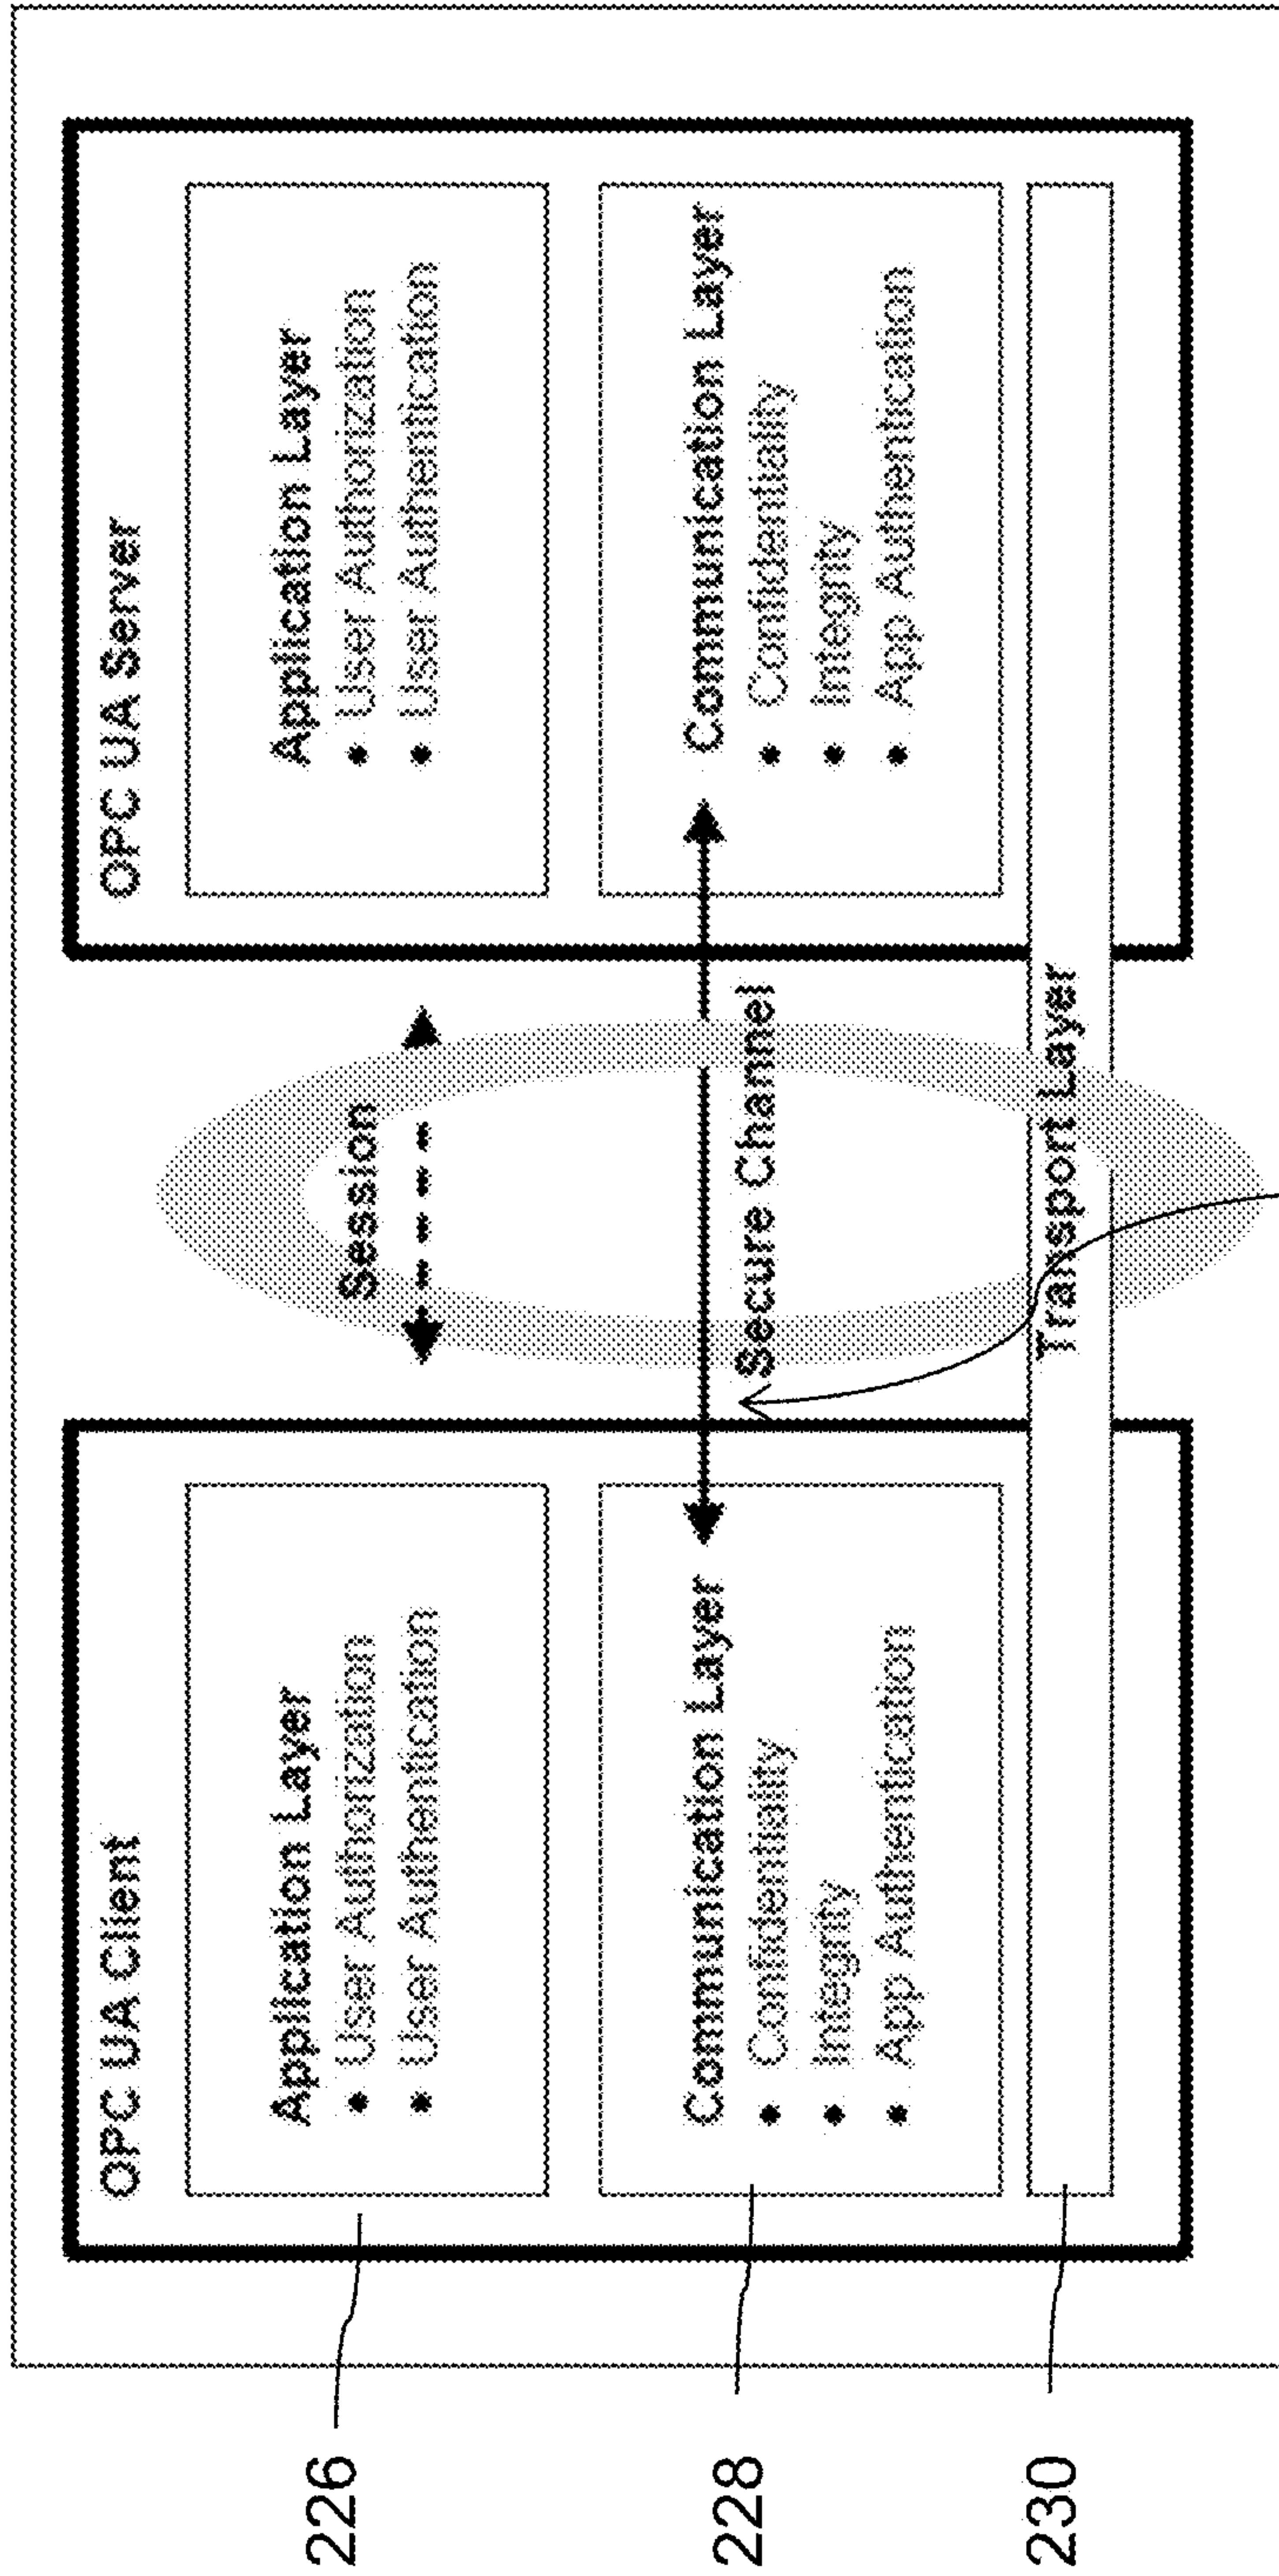 OPC UA Client
Application Layer
• User Authorization
• User Authentication
Communication Layer
• Confidentiality
• Integrity
• App Authentication
Session
Secure Channel
Transport Layer
OPC UA Server
Application Layer
• User Authorization
• User Authentication
Communication Layer
• Confidentiality
• Integrity
• App Authentication
226
228
230